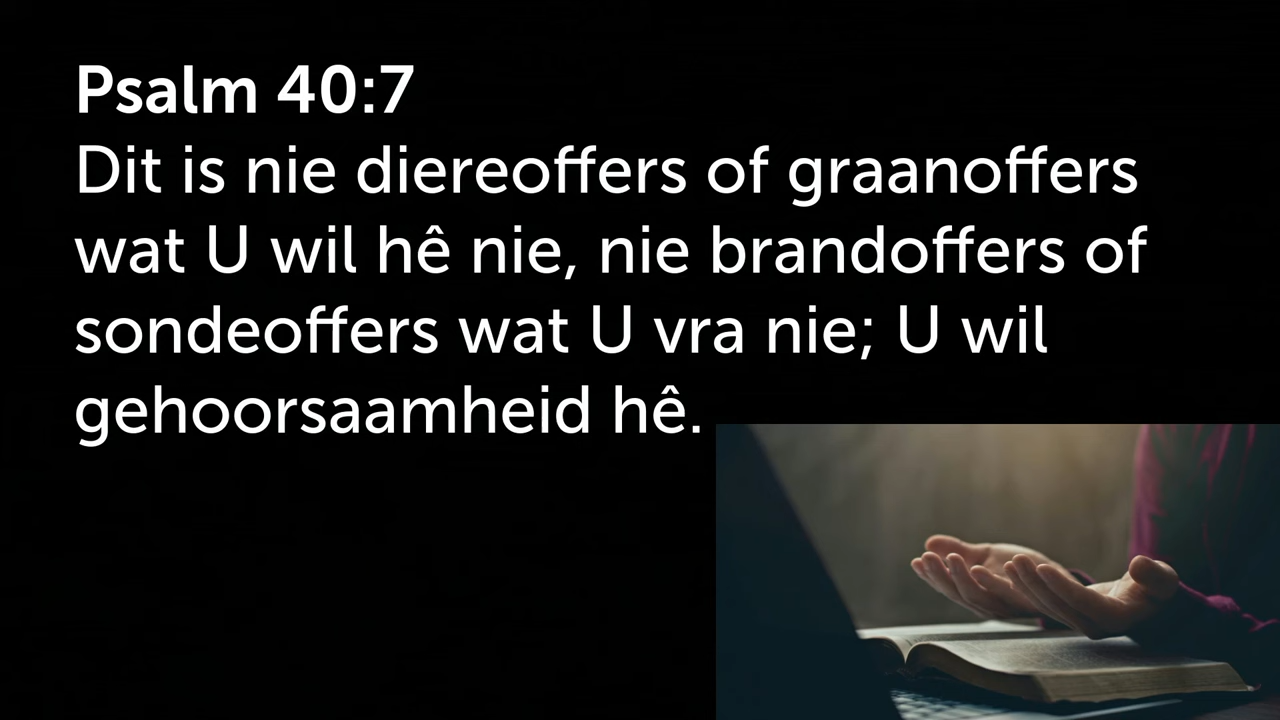 Psalm 40:7
Dit is nie diereoffers of graanoffers
wat U wil hê nie, nie brandoffers of
sondeoffers wat U vra nie; U wil
gehoorsaamheid hê.